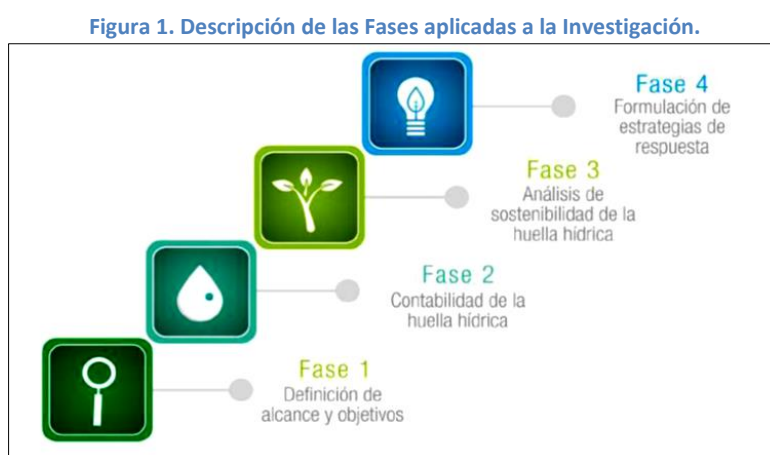 Figura 1. Descripción de las Fases aplicadas a la Investigación.
Fase 4
Formulación de
estrategias de
respuesta
Fase 3
Análisis de
sostenibilidad de la
huella hídrica
Fase 2
Contabilidad de la
huella hídrica
Fase 1
Definición de
alcance y objetivos